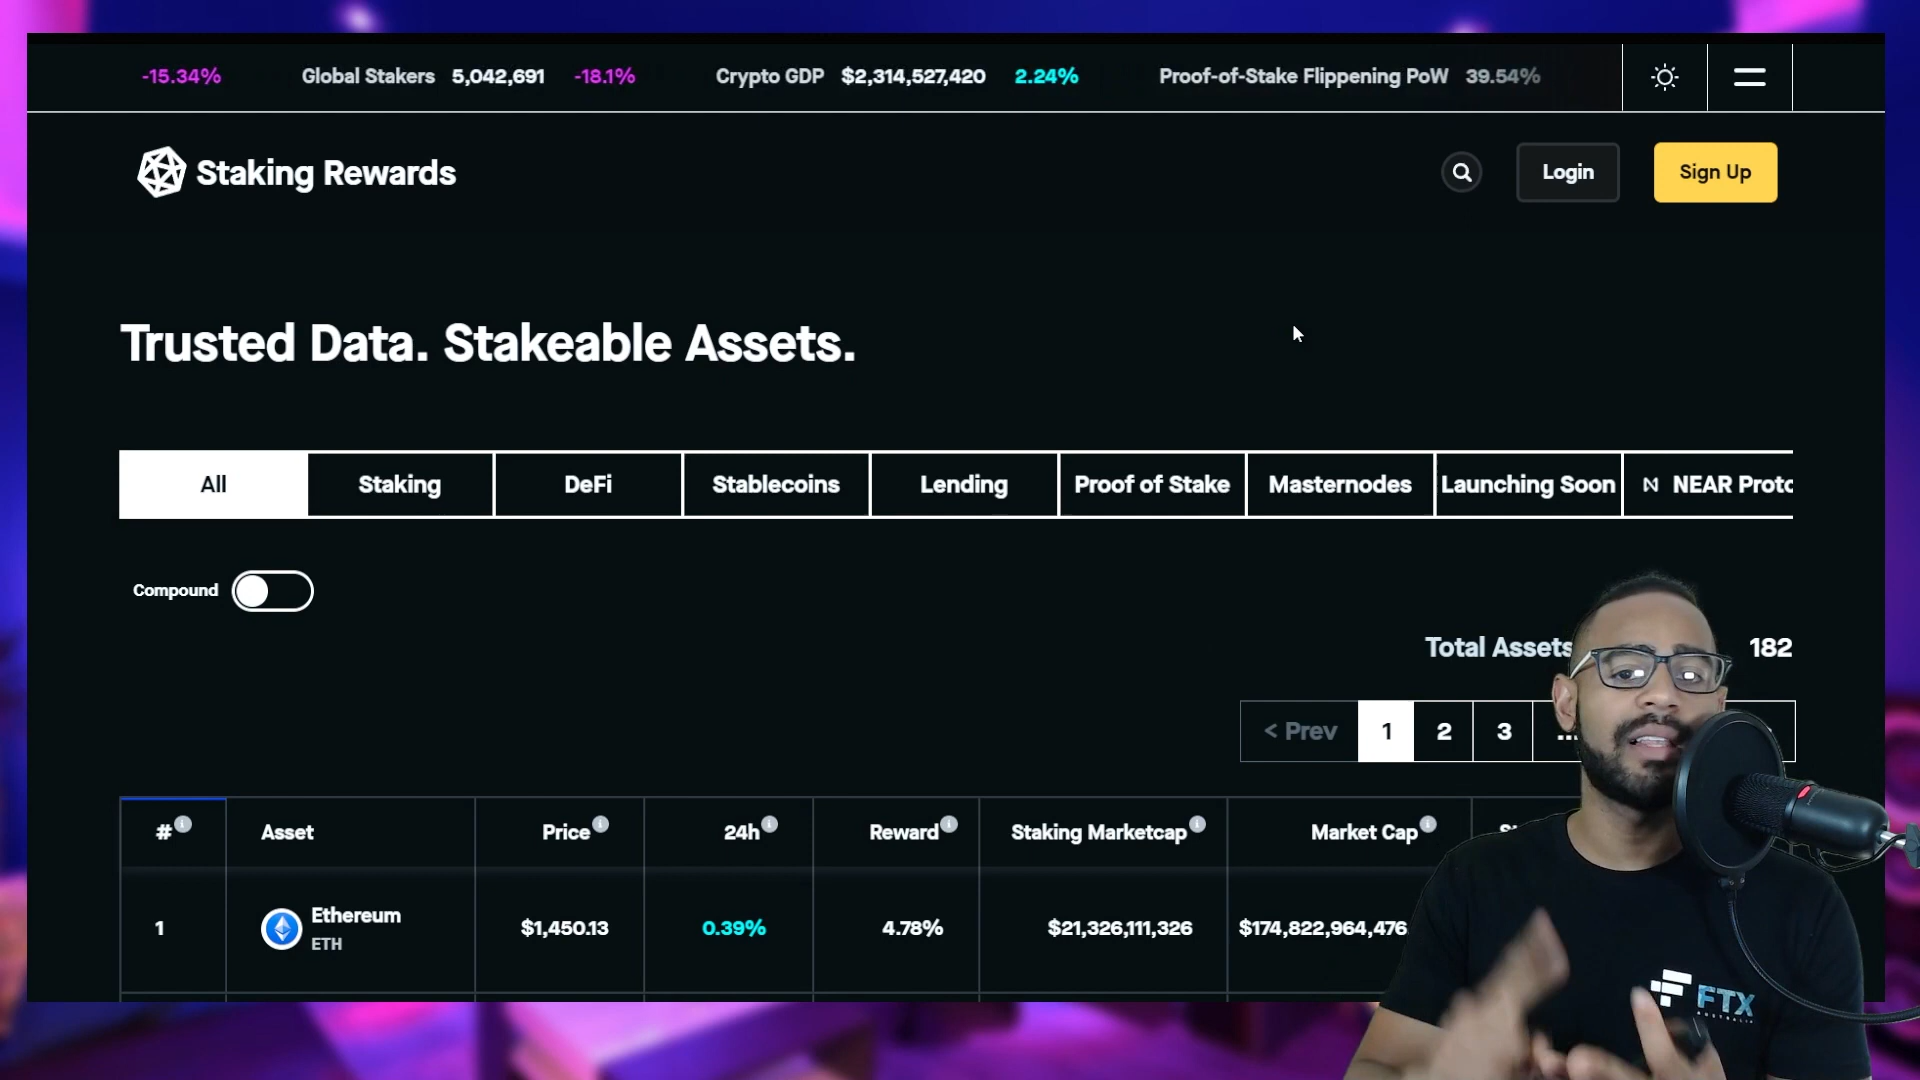 -15.34% Global Stakers 5,042,691 -18.1% Crypto GDP $2,314,527,420 2.24% Proof-of-Stake Flippening PoW 39.54%
Staking Rewards Login Sign Up
Trusted Data. Stakeable Assets.
All Staking DeFi Stablecoins Lending Proof of Stake Masternodes Launching Soon NEAR Proto
Compound
Total Assets 182
< Prev 1 2 3 ...
# Asset Price 24h Reward Staking Marketcap Market Cap
1 Ethereum ETH $1,450.13 0.39% 4.78% $21,326,111,326 $174,822,964,476
FTX
AUSTRALIA